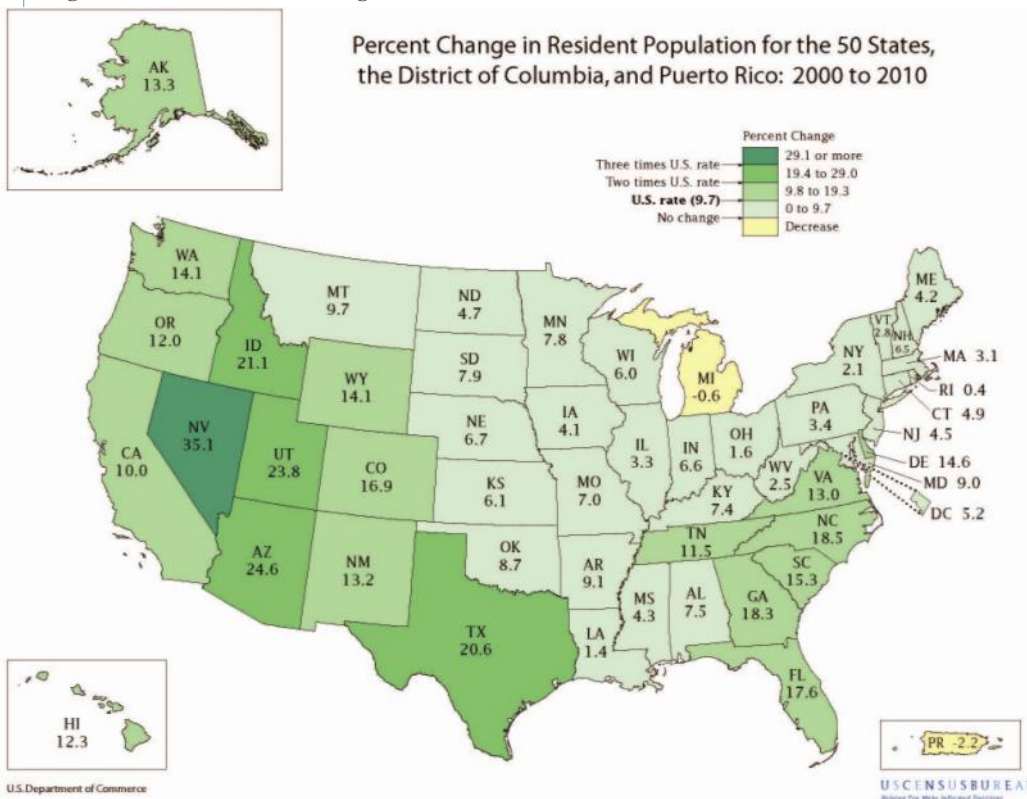 Percent Change in Resident Population for the 50 States,
the District of Columbia, and Puerto Rico: 2000 to 2010
Percent Change
Three times U.S. rate
29.1 or more
Two times U.S. rate
19.4 to 29.0
U.S. rate (9.7)
9.8 to 19.3
No change
0 to 9.7
Decrease
AK
13.3
WA
14.1
OR
12.0
ID
21.1
MT
9.7
ND
4.7
MN
7.8
SD
7.9
WI
6.0
MI
-0.6
WY
14.1
NE
6.7
IA
4.1
NV
35.1
UT
23.8
CA
10.0
CO
16.9
KS
6.1
MO
7.0
IL
3.3
IN
6.6
OH
1.6
KY
7.4
WV
2.5
VA
13.0
PA
3.4
NY
2.1
VT
2.8
NH
6.5
ME
4.2
MA 3.1
RI 0.4
CT 4.9
NJ 4.5
DE 14.6
MD 9.0
DC 5.2
AZ
24.6
NM
13.2
OK
8.7
AR
9.1
TN
11.5
NC
18.5
SC
15.3
TX
20.6
LA
1.4
MS
4.3
AL
7.5
GA
18.3
FL
17.6
HI
12.3
PR -2.2
U.S. Department of Commerce
USCENSUSBUREA